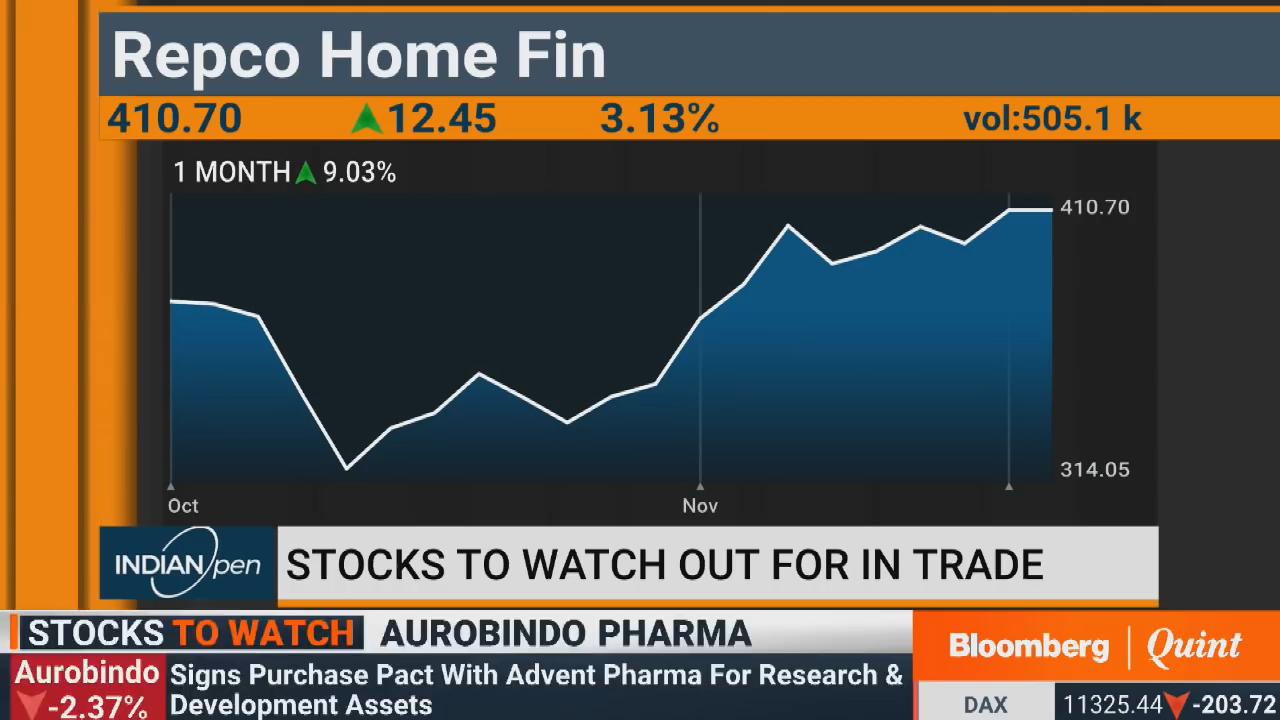 Repco Home Fin
410.70 12.45 3.13% vol:505.1 k
1 MONTH 9.03%
410.70
314.05
Oct Nov
INDIAN Open STOCKS TO WATCH OUT FOR IN TRADE
STOCKS TO WATCH AUROBINDO PHARMA
Bloomberg | Quint
Aurobindo
-2.37%
Signs Purchase Pact With Advent Pharma For Research &
Development Assets
DAX 11325.44 -203.72